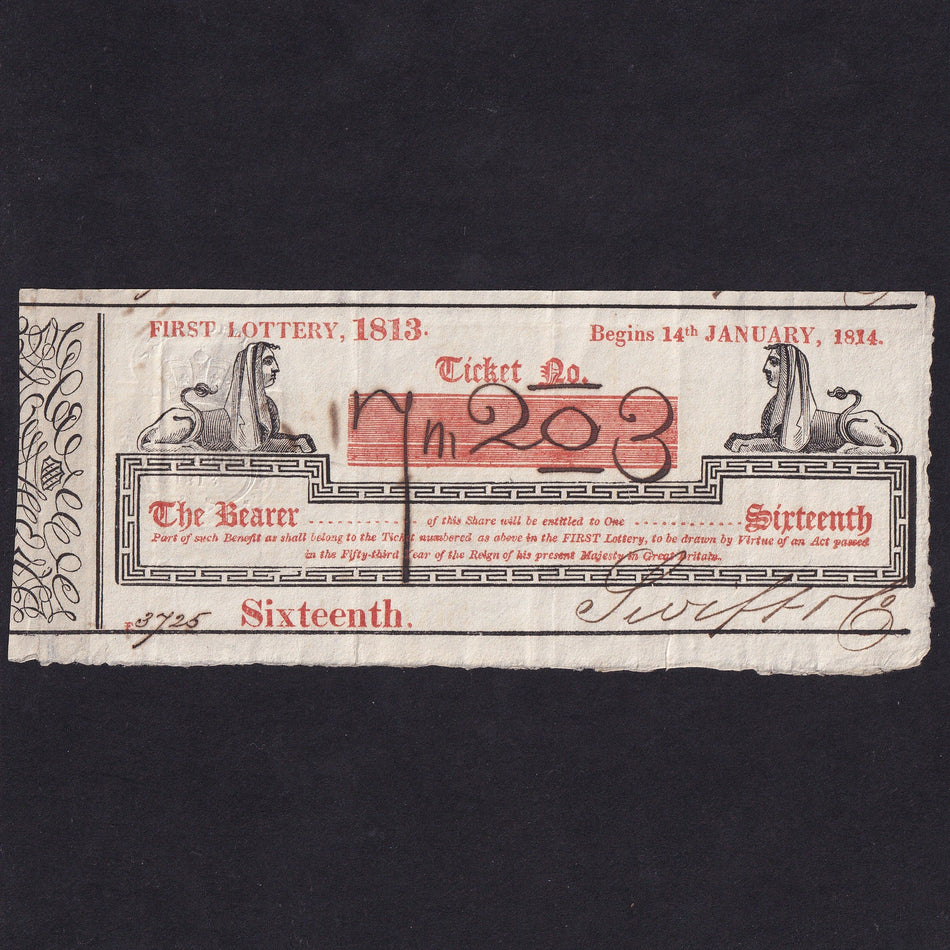 FIRST LOTTERY, 1813.
Begins 14th JANUARY, 1814.
Ticket No.
7m203
The Bearer .............. of this Share will be entitled to One .............. Sixteenth
Part of such Benefit as shall belong to the Ticket numbered as above in the FIRST Lottery, to be drawn by Virtue of an Act passed
in the Fifty-third Year of the Reign of his present Majesty in Great Britain.
3725
Sixteenth.
Swift & Co